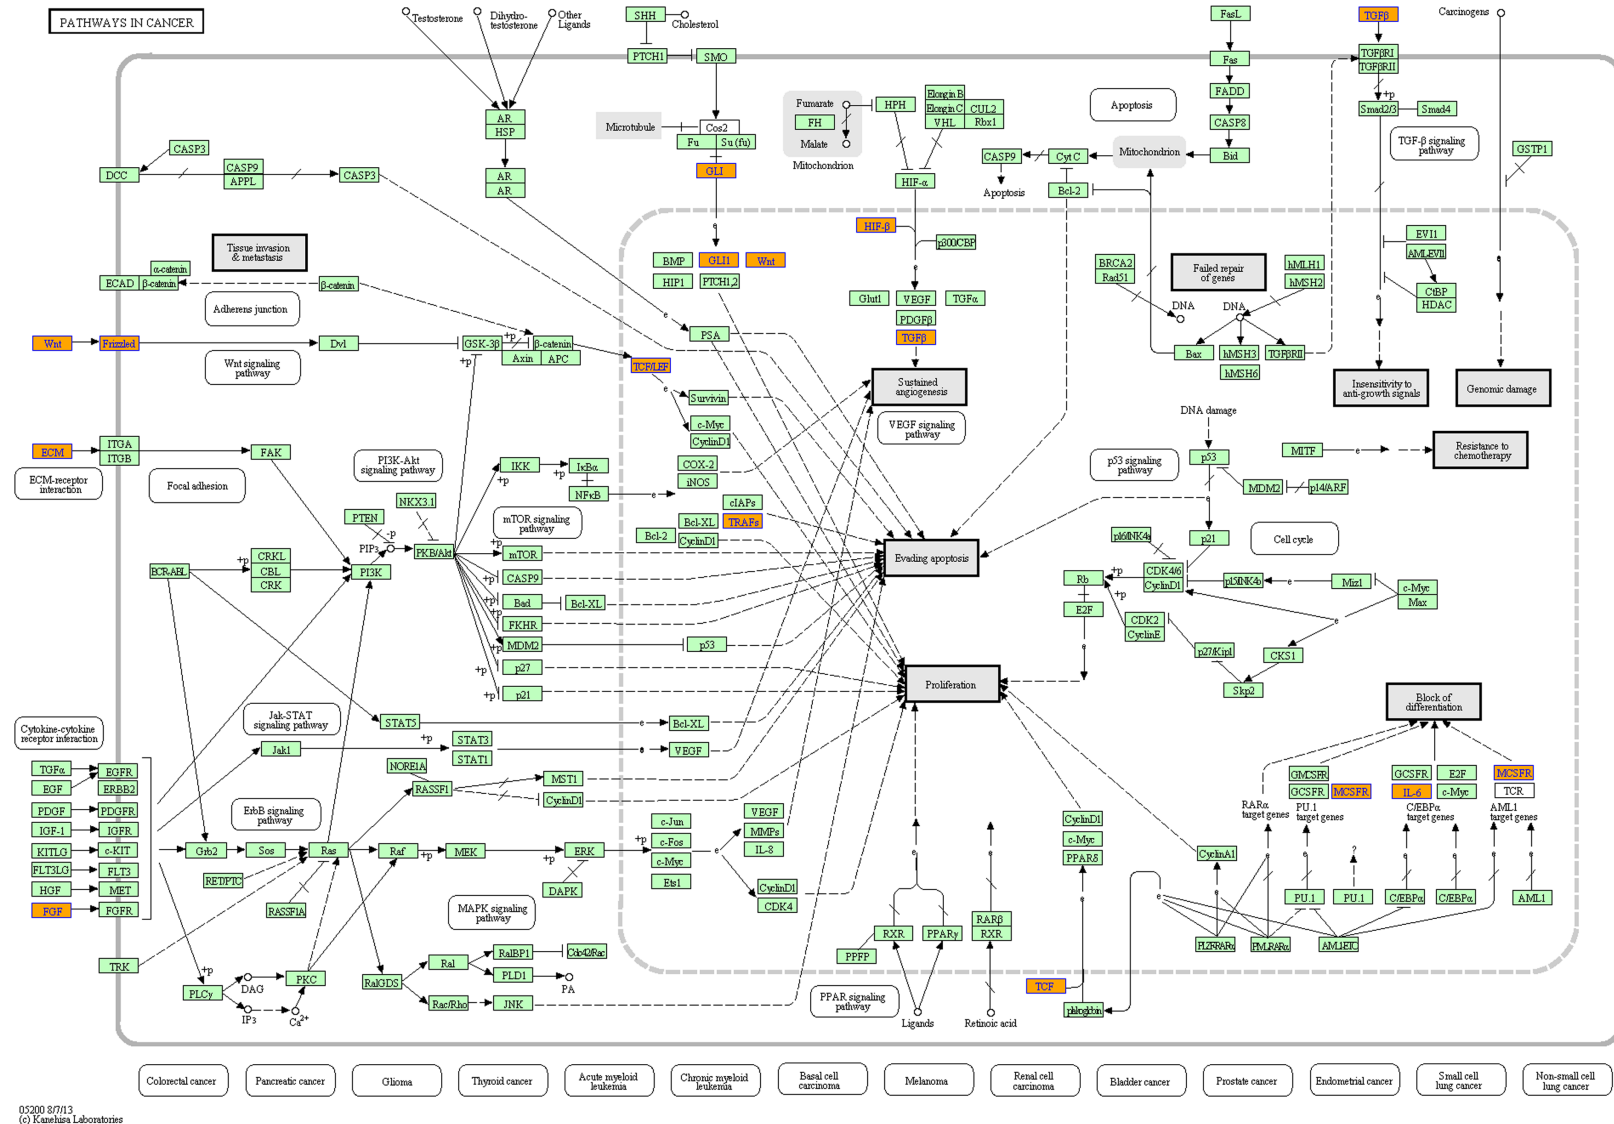 PATHWAYS IN CANCER
Testosterone
Dihydro-
testosterone
Other
Ligands
SHH
Cholesterol
PTCH1
SMO
FasL
TGFβ
Carcinogens
Fas
TGFβRI
TGFβRII
+p
AR
HSP
Microtubule
Cos2
Fu
Su (fu)
GLI
Fumarate
FH
Malate
Mitochondrion
HPH
Elongin B
Elongin C
CUL2
VHL
Rbx1
HIF-α
Apoptosis
FADD
CASP8
Bid
Mitochondrion
Cyt C
CASP9
Apoptosis
Bcl-2
Smad2/3
Smad4
TGF-β signaling
pathway
GSTP1
CASP3
DCC
CASP9
APPL
CASP3
AR
AR
e
Tissue invasion
& metastasis
α-catenin
ECAD
β-catenin
β-catenin
Adherens junction
BMP
GLI1
Wnt
HIP1
PTCH1,2
HIF-β
e
p300/CBP
Glut1
VEGF
TGFα
PDGFβ
TGFβ
BRCA2
Rad51
DNA
Failed repair
of genes
DNA
hMLH1
hMSH2
Bax
hMSH3
TGFβRII
hMSH6
EVI1
AML-EVI1
CtBP
HDAC
e
e
Wnt
Frizzled
Dvl
GSK-3β
+p
β-catenin
Axin
APC
+p
Wnt signaling
pathway
TCF/LEF
e
e
PSA
Survivin
c-Myc
CyclinD1
COX-2
iNOS
Sustained
angiogenesis
VEGF signaling
pathway
Insensitivity to
anti-growth signals
Genomic damage
ECM
ITGA
ITGB
FAK
ECM-receptor
interaction
Focal adhesion
PI3K-Akt
signaling pathway
IKK
+p
IκBα
+p
NFκB
e
mTOR signaling
pathway
DNA damage
p53
p53 signaling
pathway
MDM2
p14/ARF
MITF
e
Resistance to
chemotherapy
e
PTEN
NKX3.1
PIP3
-p
PKB/Akt
cIAPs
Bcl-XL
TRAFs
Bcl-2
CyclinD1
Evading apoptosis
p16/INK4a
p21
Cell cycle
BCR-ABL
+p
CRKL
CBL
CRK
PI3K
+p
mTOR
+p
CASP9
+p
Bad
Bcl-XL
+p
FKHR
+p
MDM2
p53
+p
p27
+p
p21
Rb
+p
CDK4/6
CyclinD1
p15/INK4b
e
Miz1
c-Myc
Max
E2F
+p
CDK2
CyclinE
e
e
p27/Kip1
CKS1
Skp2
Proliferation
Jak-STAT
signaling pathway
STAT5
e
Bcl-XL
Jak1
+p
STAT3
STAT1
e
VEGF
Block of
differentiation
Cytokine-cytokine
receptor interaction
TGFα
EGFR
EGF
ERBB2
PDGF
PDGFR
IGF-1
IGFR
KITLG
c-KIT
FLT3LG
FLT3
HGF
MET
FGF
FGFR
TRK
NORE1A
RASSF1
MST1
CyclinD1
ErbB signaling
pathway
Grb2
Sos
Ras
Raf
+p
MEK
+p
ERK
+p
DAPK
RET/PTC
RASSF1A
MAPK signaling
pathway
c-Jun
c-Fos
c-Myc
Ets1
e
VEGF
MMPs
IL-8
CyclinD1
CDK4
CyclinD1
c-Myc
PPARδ
e
GMCSFR
GCSFR
MCSFR
GCSFR
E2F
IL-6
c-Myc
MCSFR
TCR
RARα
target genes
PU.1
target genes
C/EBPα
target genes
AML1
target genes
CyclinA1
?
e
e
e
e
e
e
e
e
PU.1
PU.1
C/EBPα
C/EBPα
AML1
PLZF-RARα
PML-RARα
AML1-ETO
+p
PLCγ
DAG
IP3
Ca2+
PKC
RalGDS
Ral
RalBP1
Cdc42/Rac
PLD1
PA
Rac/Rho
JNK
RXR
PPARγ
PPFP
RARβ
RXR
e
PPAR signaling
pathway
Ligands
Retinoic acid
TCF
plakoglobin
Colorectal cancer
Pancreatic cancer
Glioma
Thyroid cancer
Acute myeloid
leukemia
Chronic myeloid
leukemia
Basal cell
carcinoma
Melanoma
Renal cell
carcinoma
Bladder cancer
Prostate cancer
Endometrial cancer
Small cell
lung cancer
Non-small cell
lung cancer
05200 8/7/13
(c) Kanehisa Laboratories